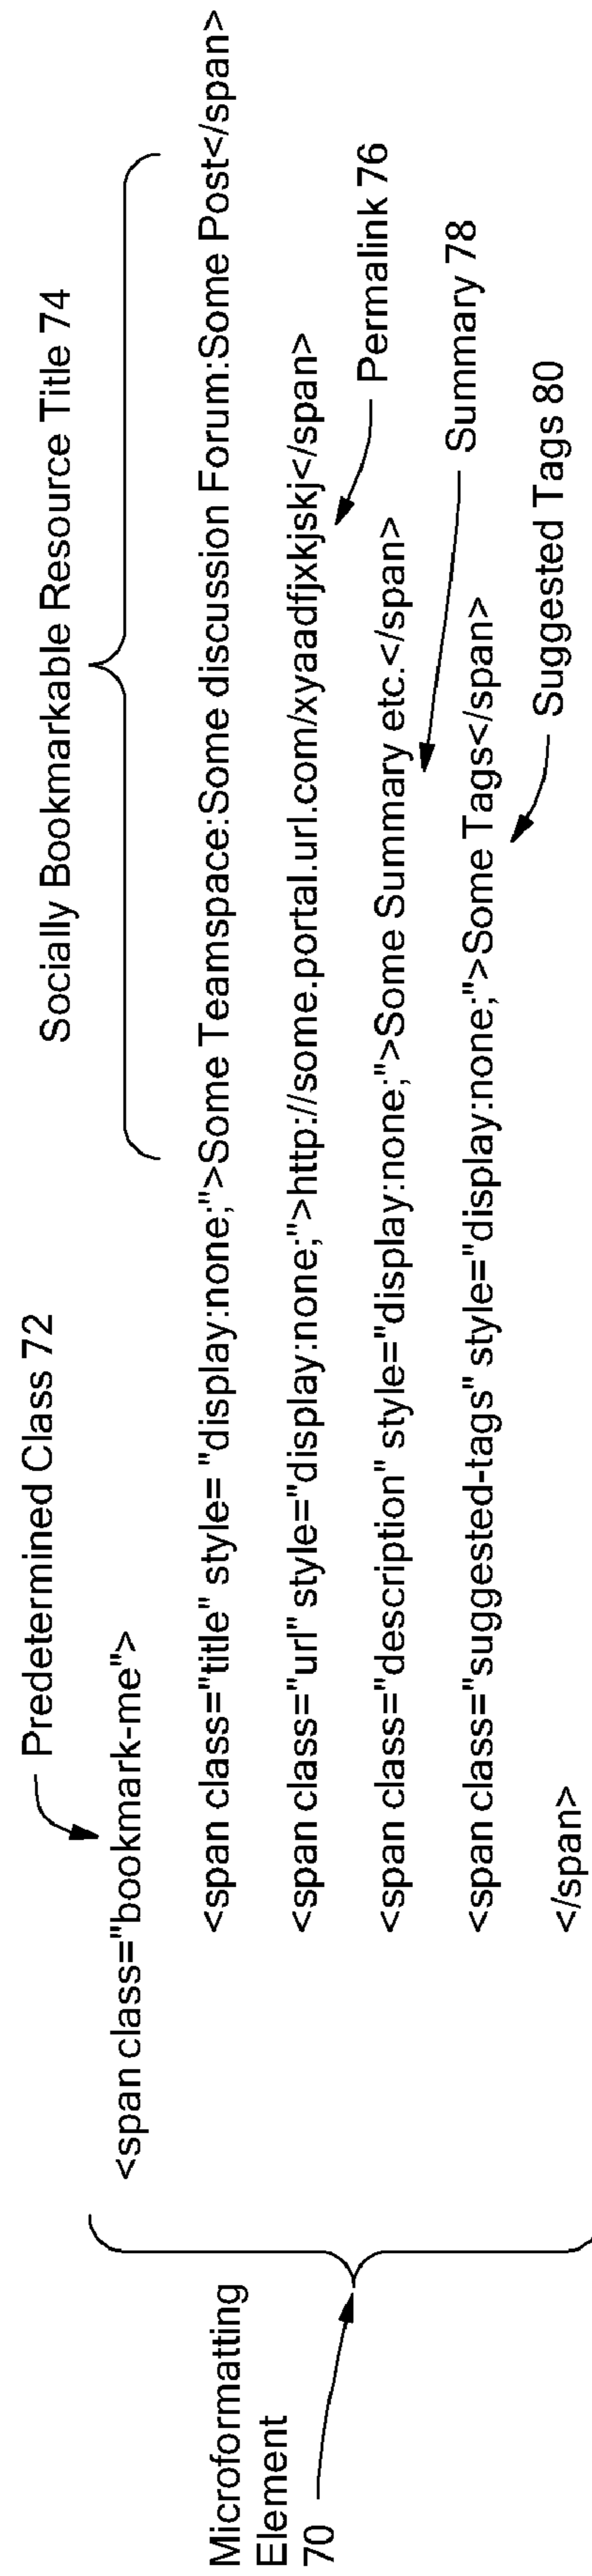 Predetermined Class 72
Socially Bookmarkable Resource Title 74
<span class="bookmark-me">
<span class="title" style= "display:none;">Some Teamspace:Some discussion Forum:Some Post</span>
<span class="url" style="display:none;">http://some.portal.url.com/xyaadfjxkjskj</span>
Permalink 76
<span class="description" style="display:none;">Some Summary etc.</span>
Summary 78
<span class="suggested-tags" style="display:none;">Some Tags</span>
Suggested Tags 80
</span>
Microformatting
Element
70